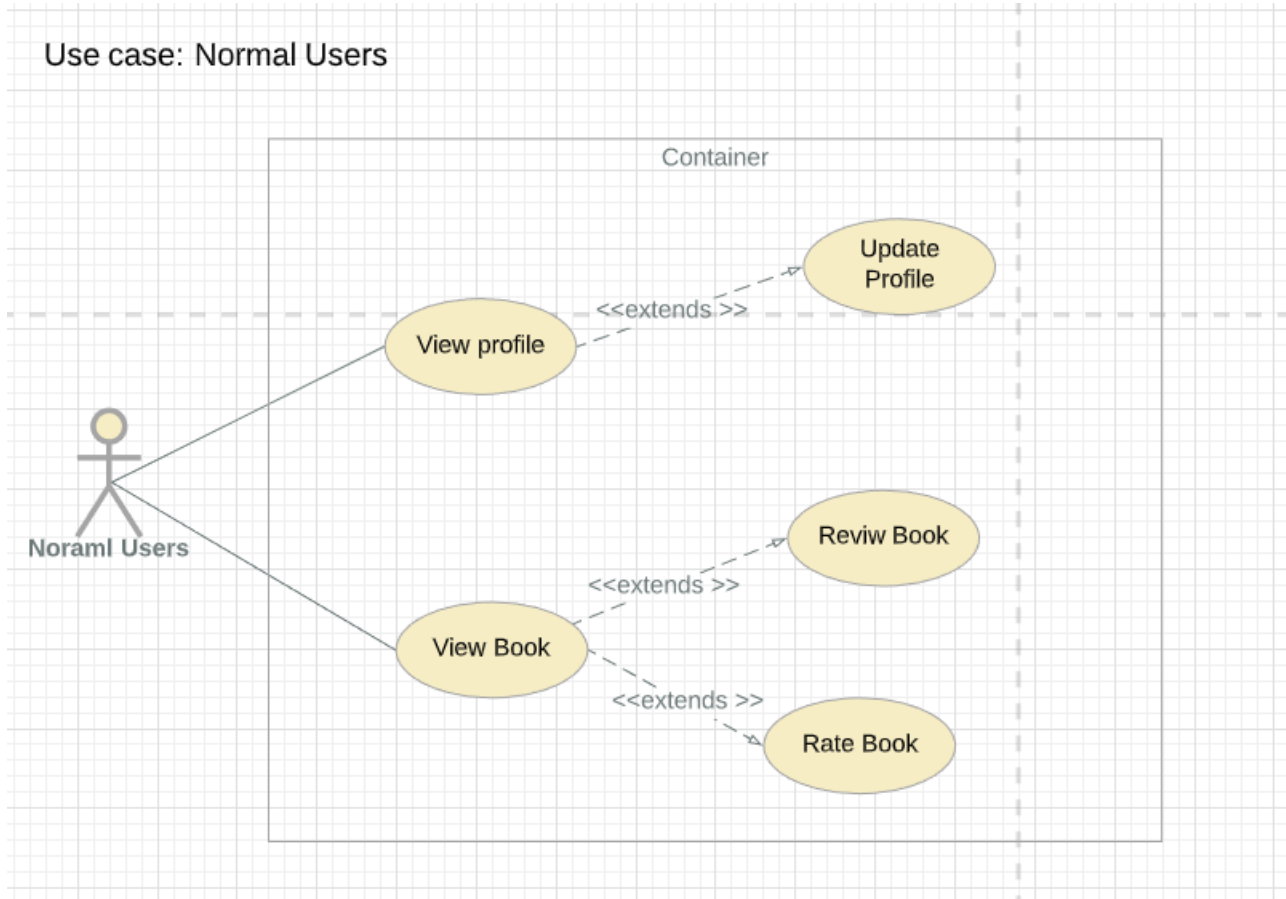 Use case: Normal Users
Container
Update
Profile
<<extends >>
View profile
Noraml Users
Reviw Book
<<extends >>
View Book
<<extends >>
Rate Book